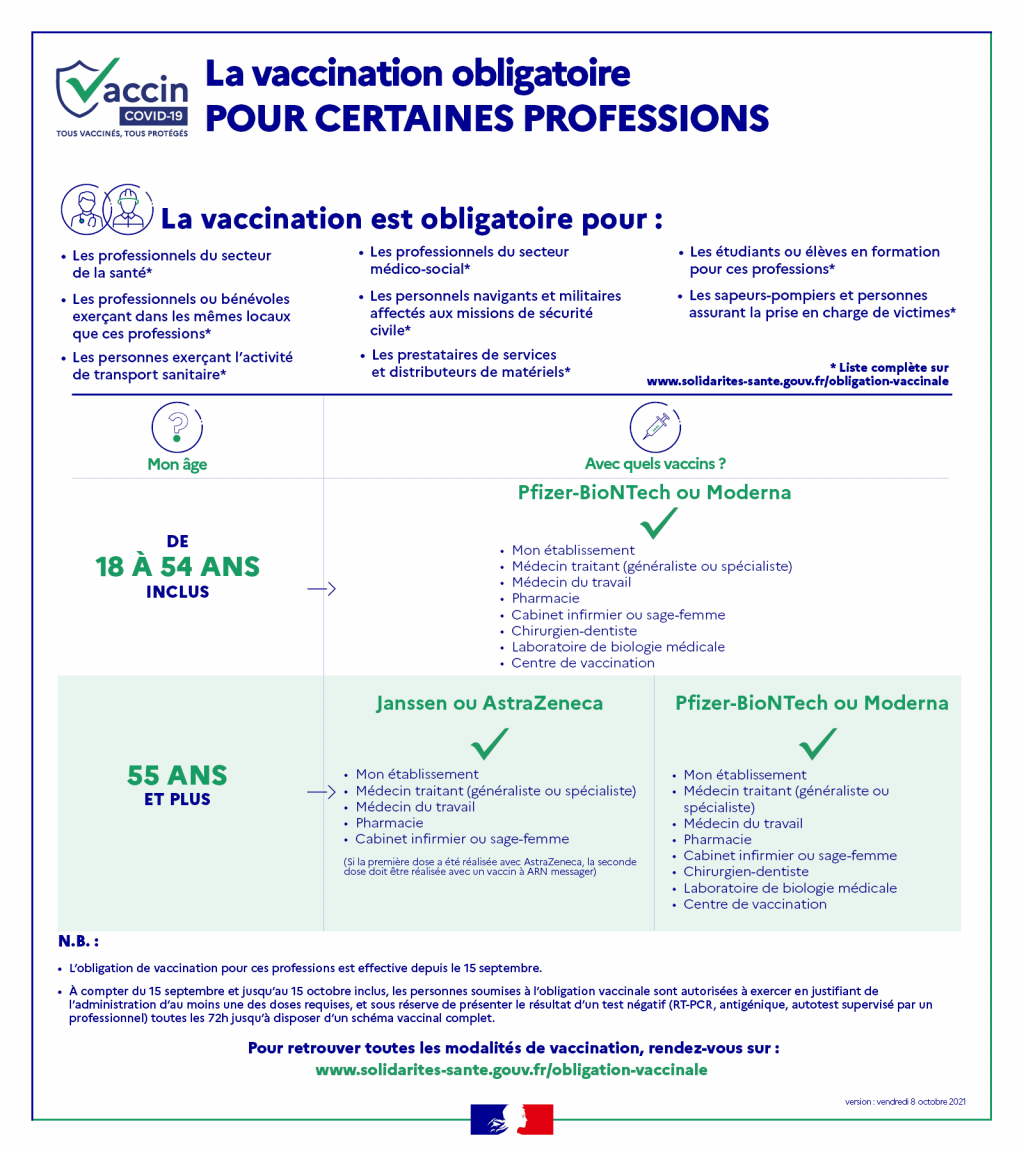 Vaccin
COVID-19
TOUS VACCINÉS, TOUS PROTÉGÉS
La vaccination obligatoire
POUR CERTAINES PROFESSIONS
La vaccination est obligatoire pour :
• Les professionnels du secteur
de la santé*
• Les professionnels ou bénévoles
exerçant dans les mêmes locaux
que ces professions*
• Les personnes exerçant l'activité
de transport sanitaire*
• Les professionnels du secteur
médico-social*
• Les personnels navigants et militaires
affectés aux missions de sécurité
civile*
• Les prestataires de services
et distributeurs de matériels*
• Les étudiants ou élèves en formation
pour ces professions*
• Les sapeurs-pompiers et personnes
assurant la prise en charge de victimes*
* Liste complète sur
www.solidarites-sante.gouv.fr/obligation-vaccinale
Mon âge
Avec quels vaccins ?
DE
18 À 54 ANS
INCLUS
Pfizer-BioNTech ou Moderna
• Mon établissement
• Médecin traitant (généraliste ou spécialiste)
• Médecin du travail
• Pharmacie
• Cabinet infirmier ou sage-femme
• Chirurgien-dentiste
• Laboratoire de biologie médicale
• Centre de vaccination
55 ANS
ET PLUS
Janssen ou AstraZeneca
• Mon établissement
• Médecin traitant (généraliste ou spécialiste)
• Médecin du travail
• Pharmacie
• Cabinet infirmier ou sage-femme
(Si la première dose a été réalisée avec AstraZeneca, la seconde
dose doit être réalisée avec un vaccin à ARN messager)
Pfizer-BioNTech ou Moderna
• Mon établissement
• Médecin traitant (généraliste ou
spécialiste)
• Médecin du travail
• Pharmacie
• Cabinet infirmier ou sage-femme
• Chirurgien-dentiste
• Laboratoire de biologie médicale
• Centre de vaccination
N.B. :
• L'obligation de vaccination pour ces professions est effective depuis le 15 septembre.
• À compter du 15 septembre et jusqu'au 15 octobre inclus, les personnes soumises à l'obligation vaccinale sont autorisées à exercer en justifiant de
l'administration d'au moins une des doses requises, et sous réserve de présenter le résultat d'un test négatif (RT-PCR, antigénique, autotest supervisé par un
professionnel) toutes les 72h jusqu'à disposer d'un schéma vaccinal complet.
Pour retrouver toutes les modalités de vaccination, rendez-vous sur :
www.solidarites-sante.gouv.fr/obligation-vaccinale
version : vendredi 8 octobre 2021